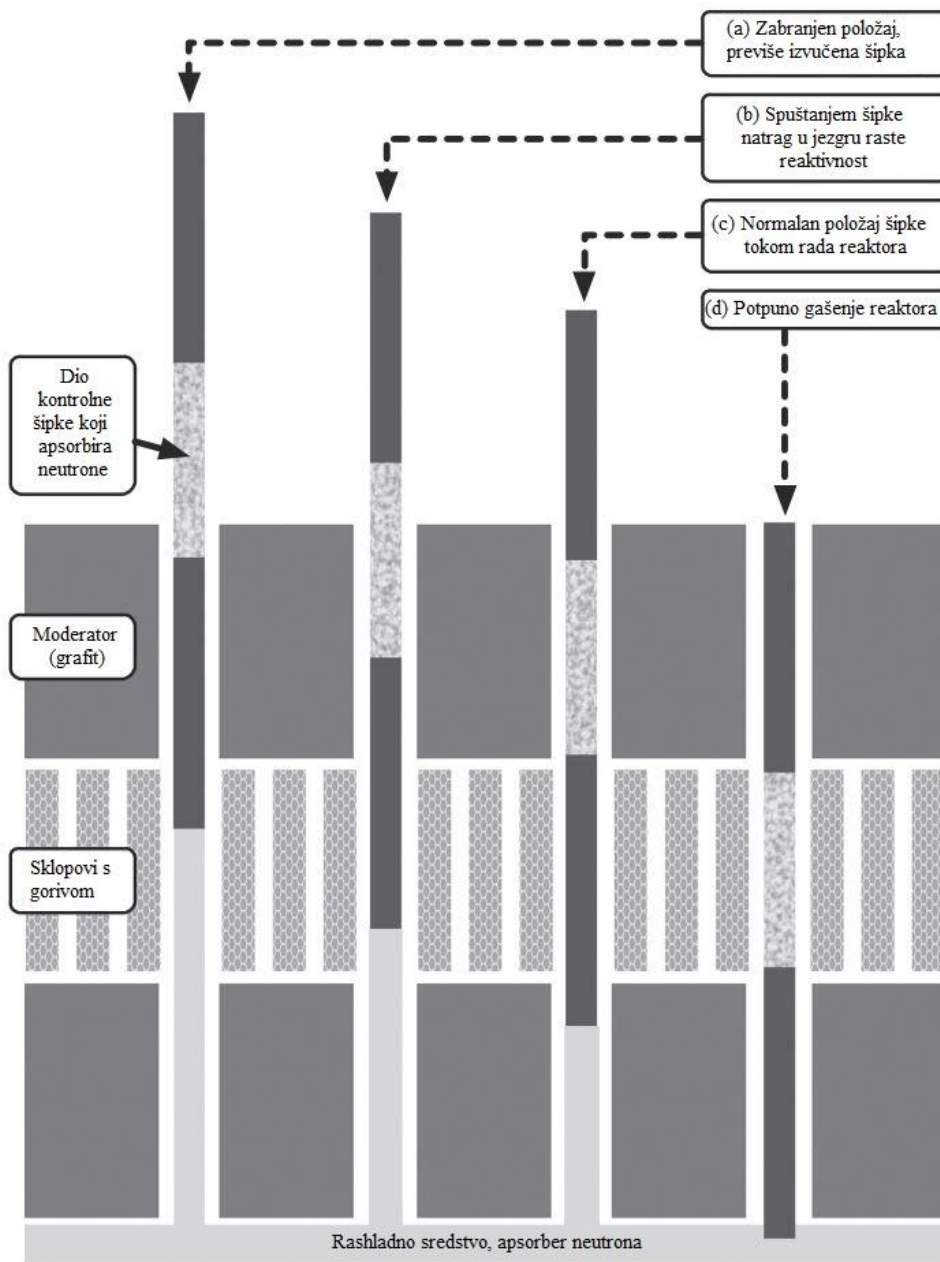 (a) Zabranjen položaj,
previše izvučena šipka
(b) Spuštanjem šipke
natrag u jezgru raste
reaktivnost
(c) Normalan položaj šipke
tokom rada reaktora
(d) Potpuno gašenje reaktora
Dio
kontrolne
šipke koji
apsorbira
neutrone
Moderator
(grafit)
Sklopovi s
gorivom
Rashladno sredstvo, apsorber neutrona